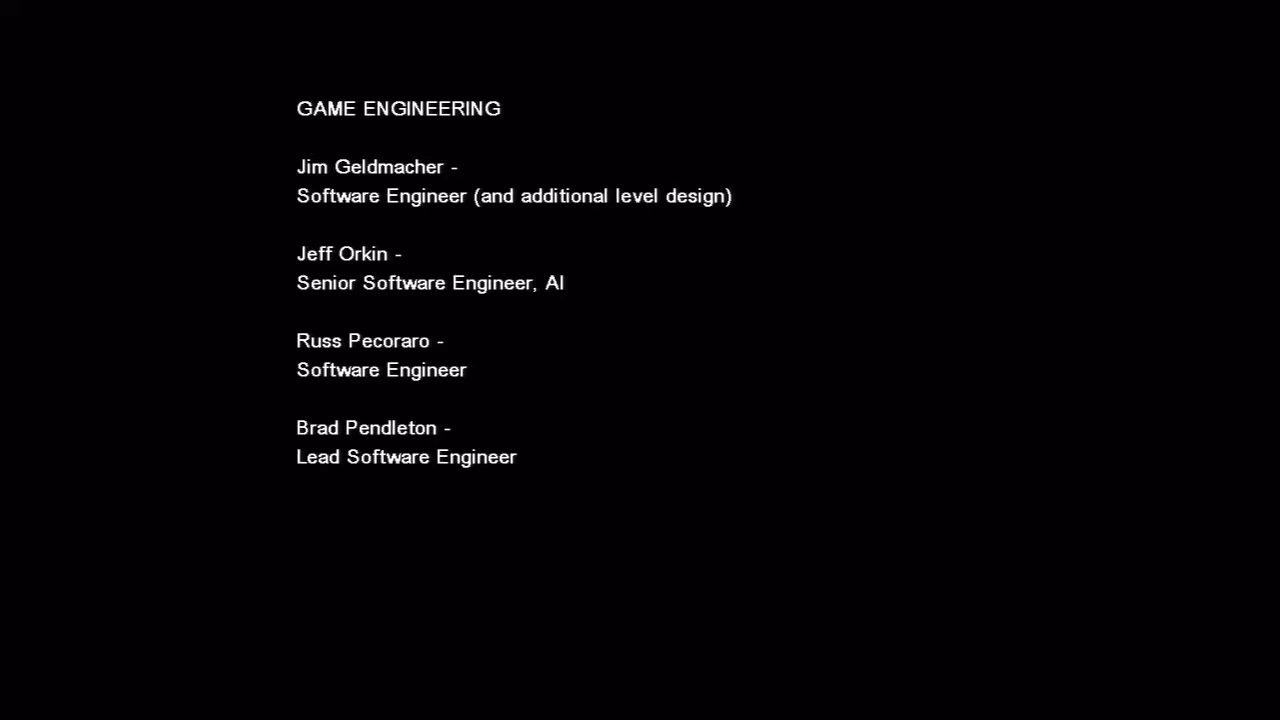 GAME ENGINEERING
Jim Geldmacher -
Software Engineer (and additional level design)
Jeff Orkin -
Senior Software Engineer, AI
Russ Pecoraro -
Software Engineer
Brad Pendleton -
Lead Software Engineer